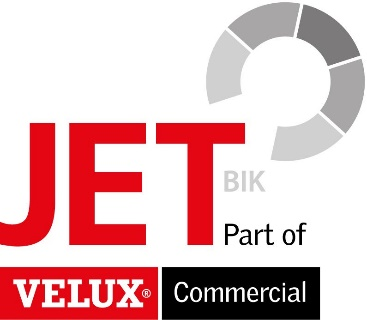 JET
BIK
Part of
VELUX® Commercial